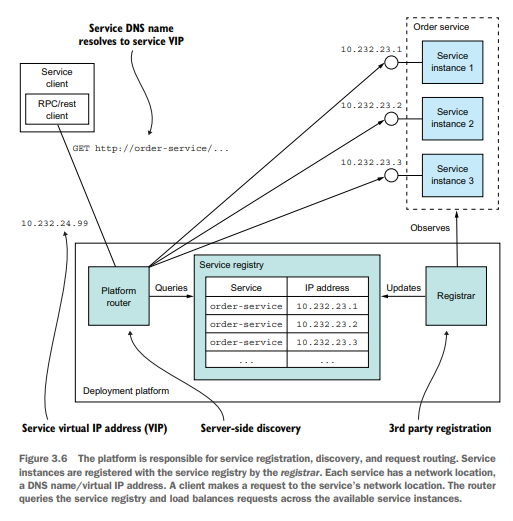 Service DNS name
resolves to service VIP
Order service
10.232.23.1
Service
instance 1
Service
client
RPC/rest
client
10.232.23.2
Service
instance 2
GET http://order-service/...
10.232.23.3
Service
instance 3
10.232.24.99
Observes
Service registry
Platform
router
Queries
Service IP address
order-service 10.232.23.1
order-service 10.232.23.2
order-service 10.232.23.3
... ...
Updates
Registrar
Deployment platform
Service virtual IP address (VIP)
Server-side discovery
3rd party registration
Figure 3.6 The platform is responsible for service registration, discovery, and request routing. Service
instances are registered with the service registry by the registrar. Each service has a network location,
a DNS name/virtual IP address. A client makes a request to the service's network location. The router
queries the service registry and load balances requests across the available service instances.